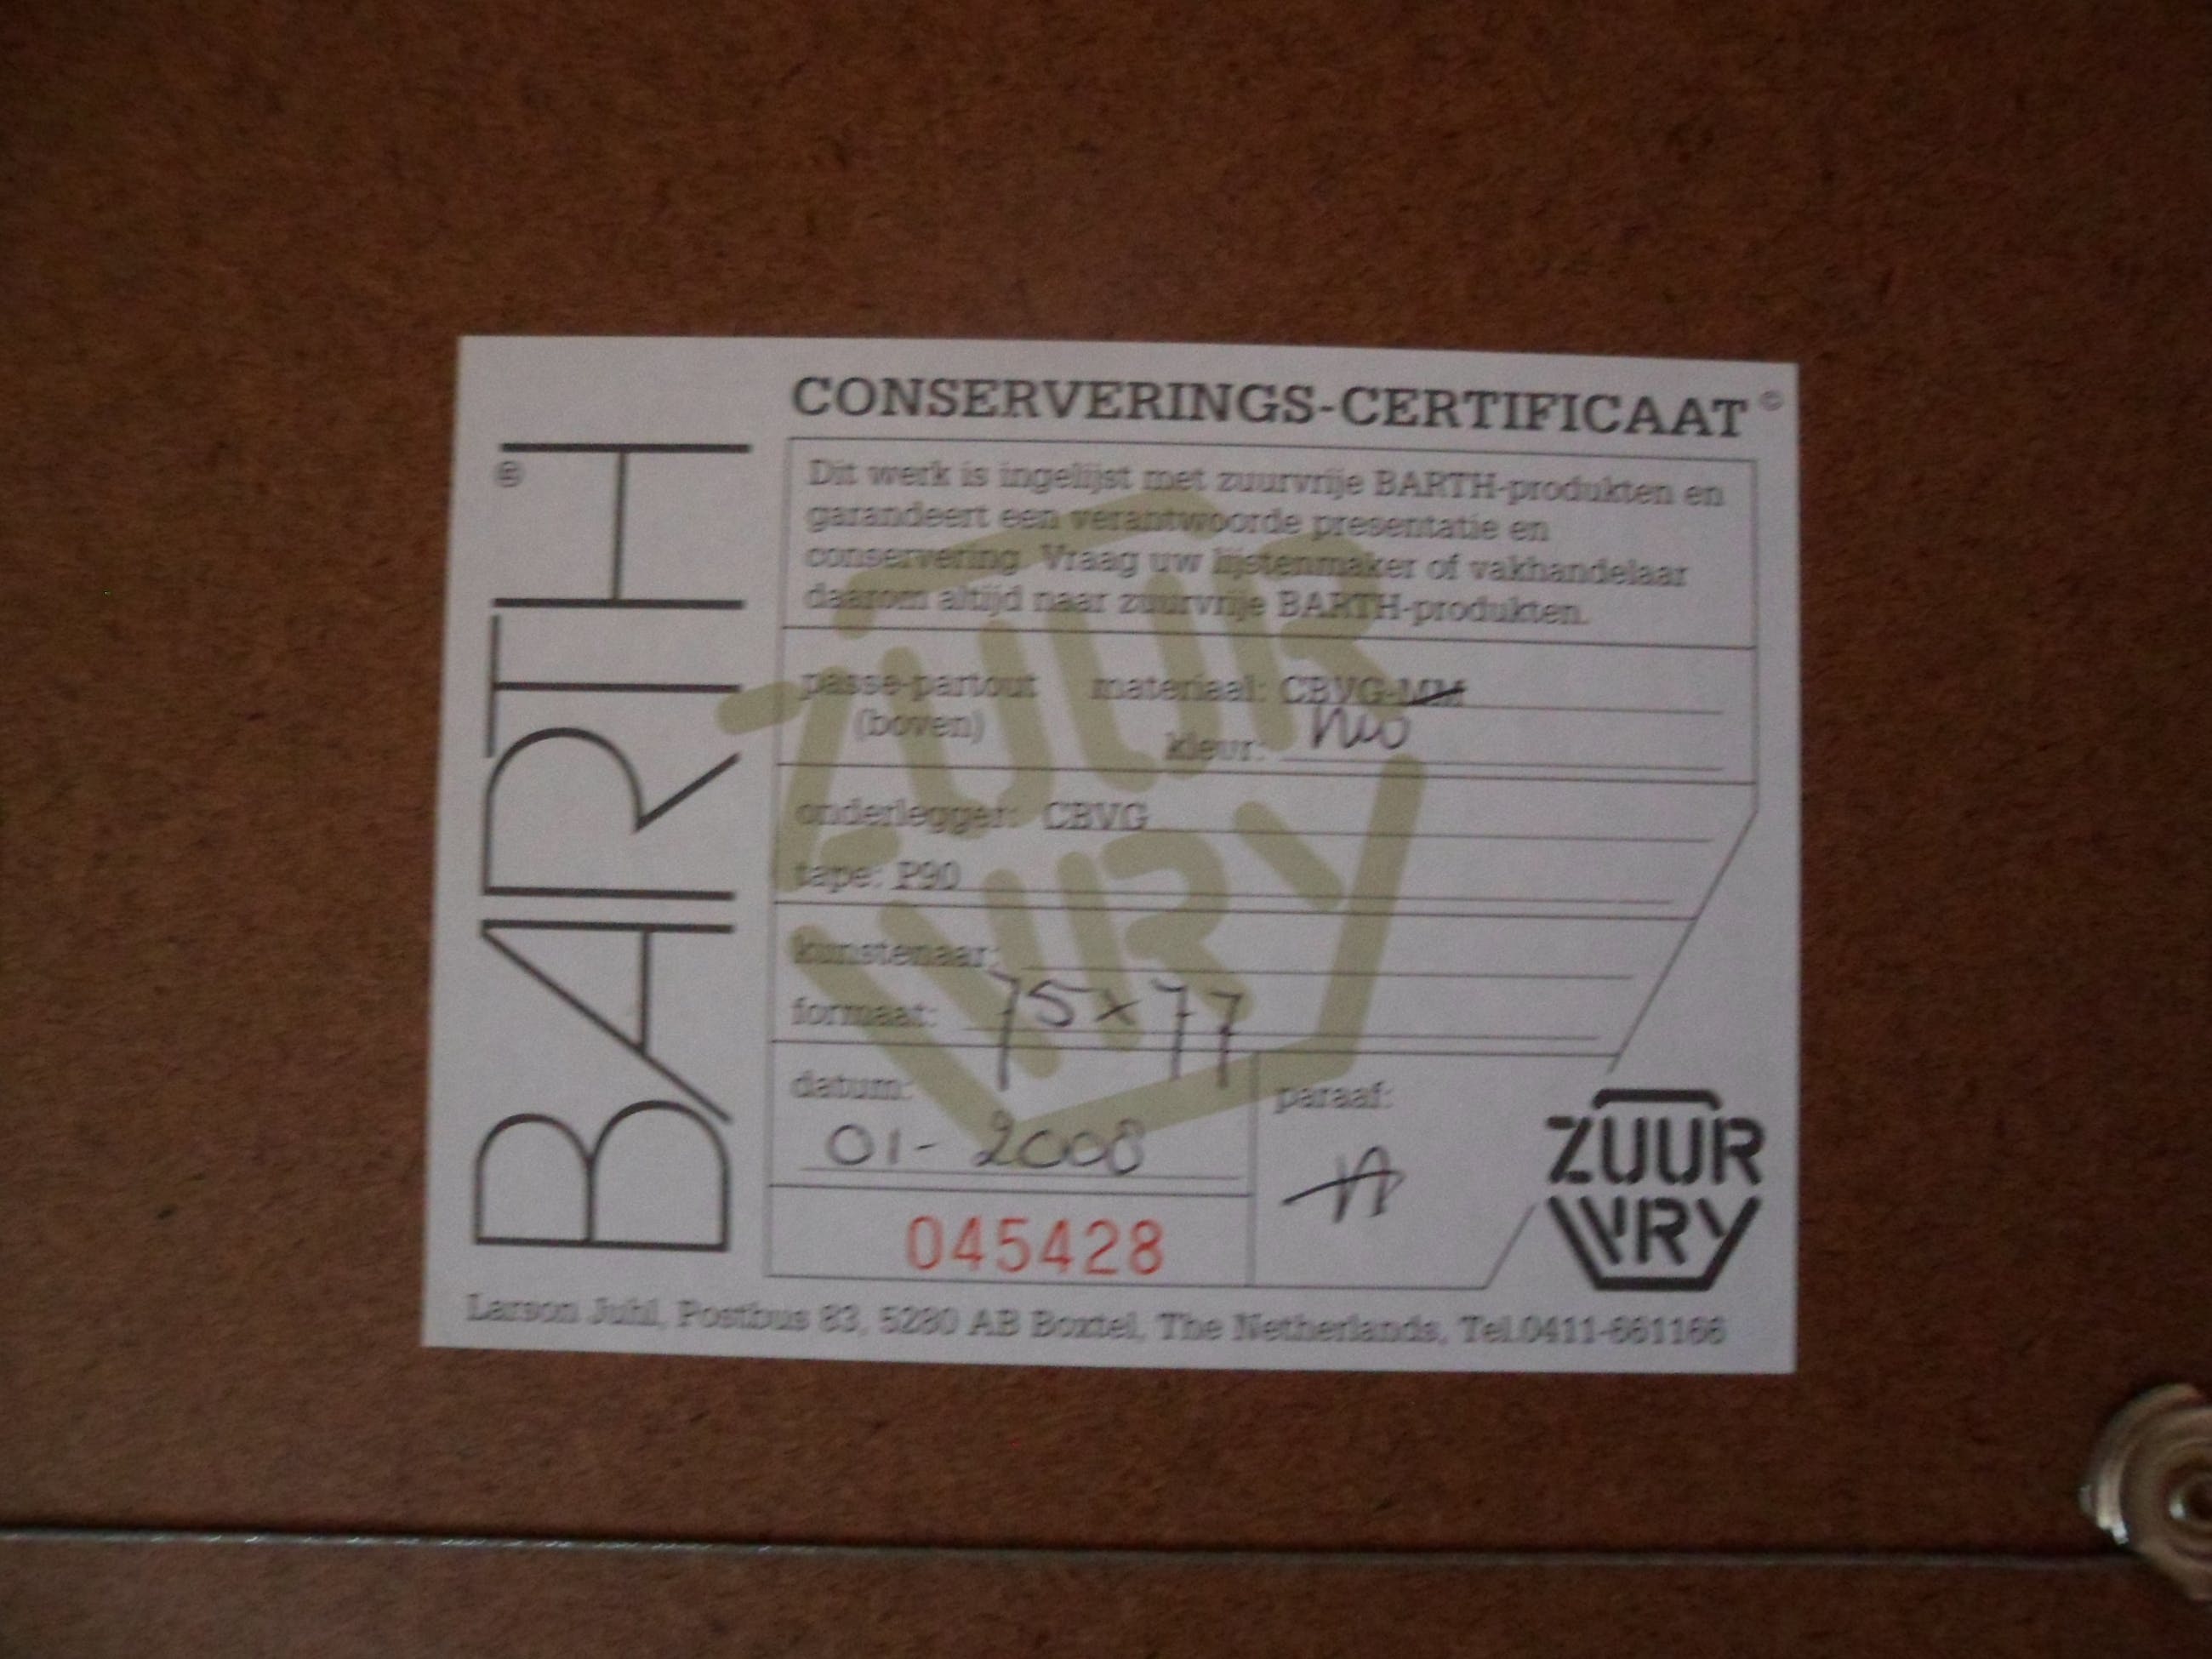 BARTH®
CONSERVERINGS-CERTIFICAAT ©
Dit werk is ingelijst met zuurvrije BARTH-produkten en
garandeert een verantwoorde presentatie en
conservering. Vraag uw lijstenmaker of vakhandelaar
daarom altijd naar zuurvrije BARTH-produkten.
ZUUR
VRY
passe-partout materiaal: CBVG-MM
(boven) kleur:
onderlegger: CBVG
tape: P90
kunstenaar:
formaat: 75x77
datum: paraaf:
01-2008
045428
ZUUR
VRY
Larson Juhl, Postbus 83, 5280 AB Boxtel, The Netherlands, Tel.0411-661166